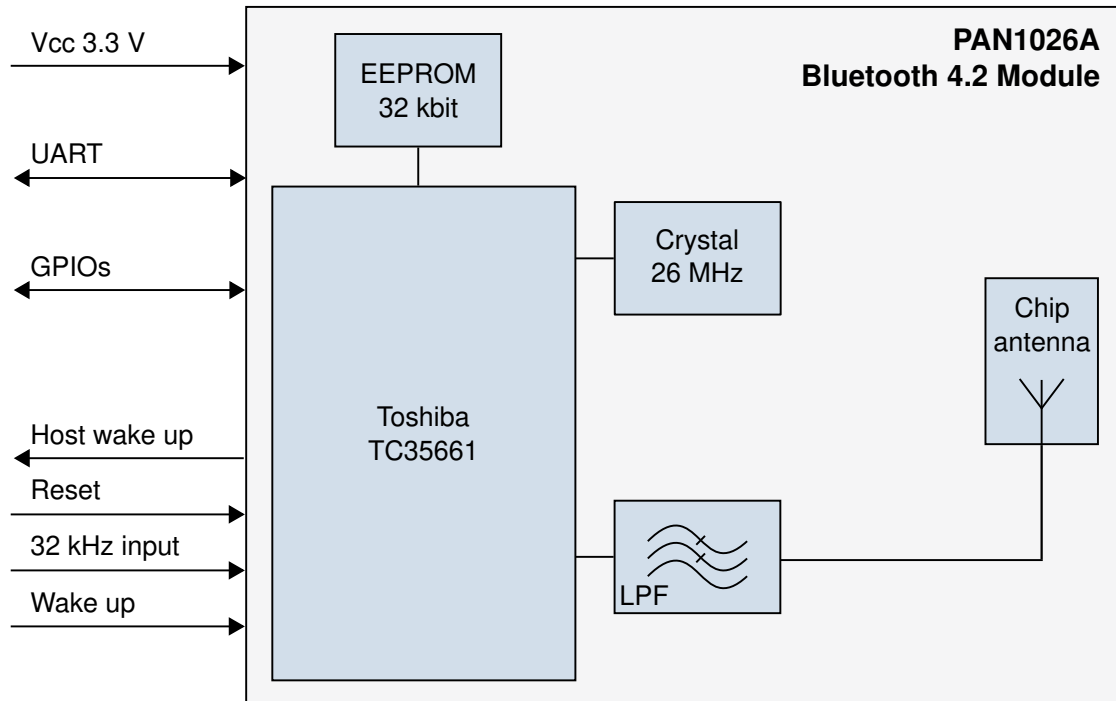 Vcc 3.3 V
UART
GPIOs
Host wake up
Reset
32 kHz input
Wake up
PAN1026A
Bluetooth 4.2 Module
EEPROM
32 kbit
Crystal
26 MHz
Chip
antenna
Toshiba
TC35661
LPF